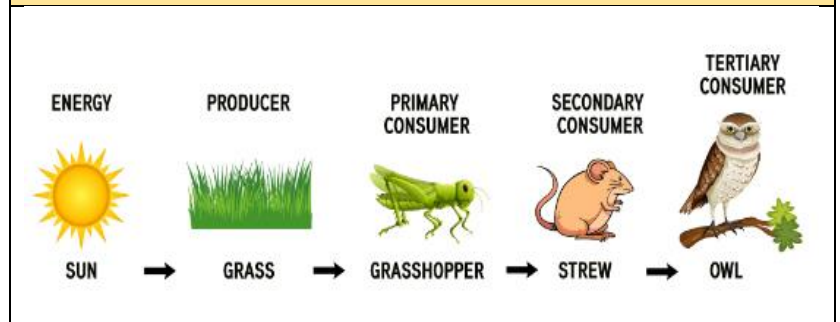 ENERGY
PRODUCER
PRIMARY
CONSUMER
SECONDARY
CONSUMER
TERTIARY
CONSUMER
SUN → GRASS → GRASSHOPPER → STREW → OWL